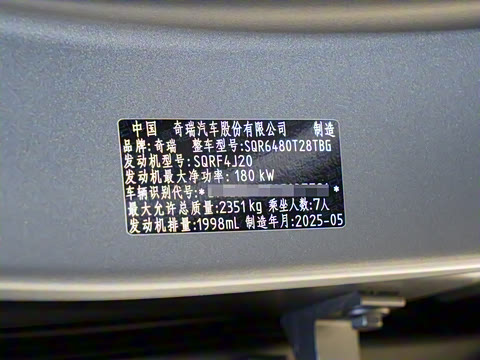 中国 奇瑞汽车股份有限公司 制造
品牌:奇瑞 整车型号:SQR6480T28TBG
发动机型号:SQRF4J20
发动机最大净功率:180 kW
车辆识别代号:* *
最大允许总质量:2351kg 乘坐人数:7人
发动机排量:1998mL 制造年月:2025-05